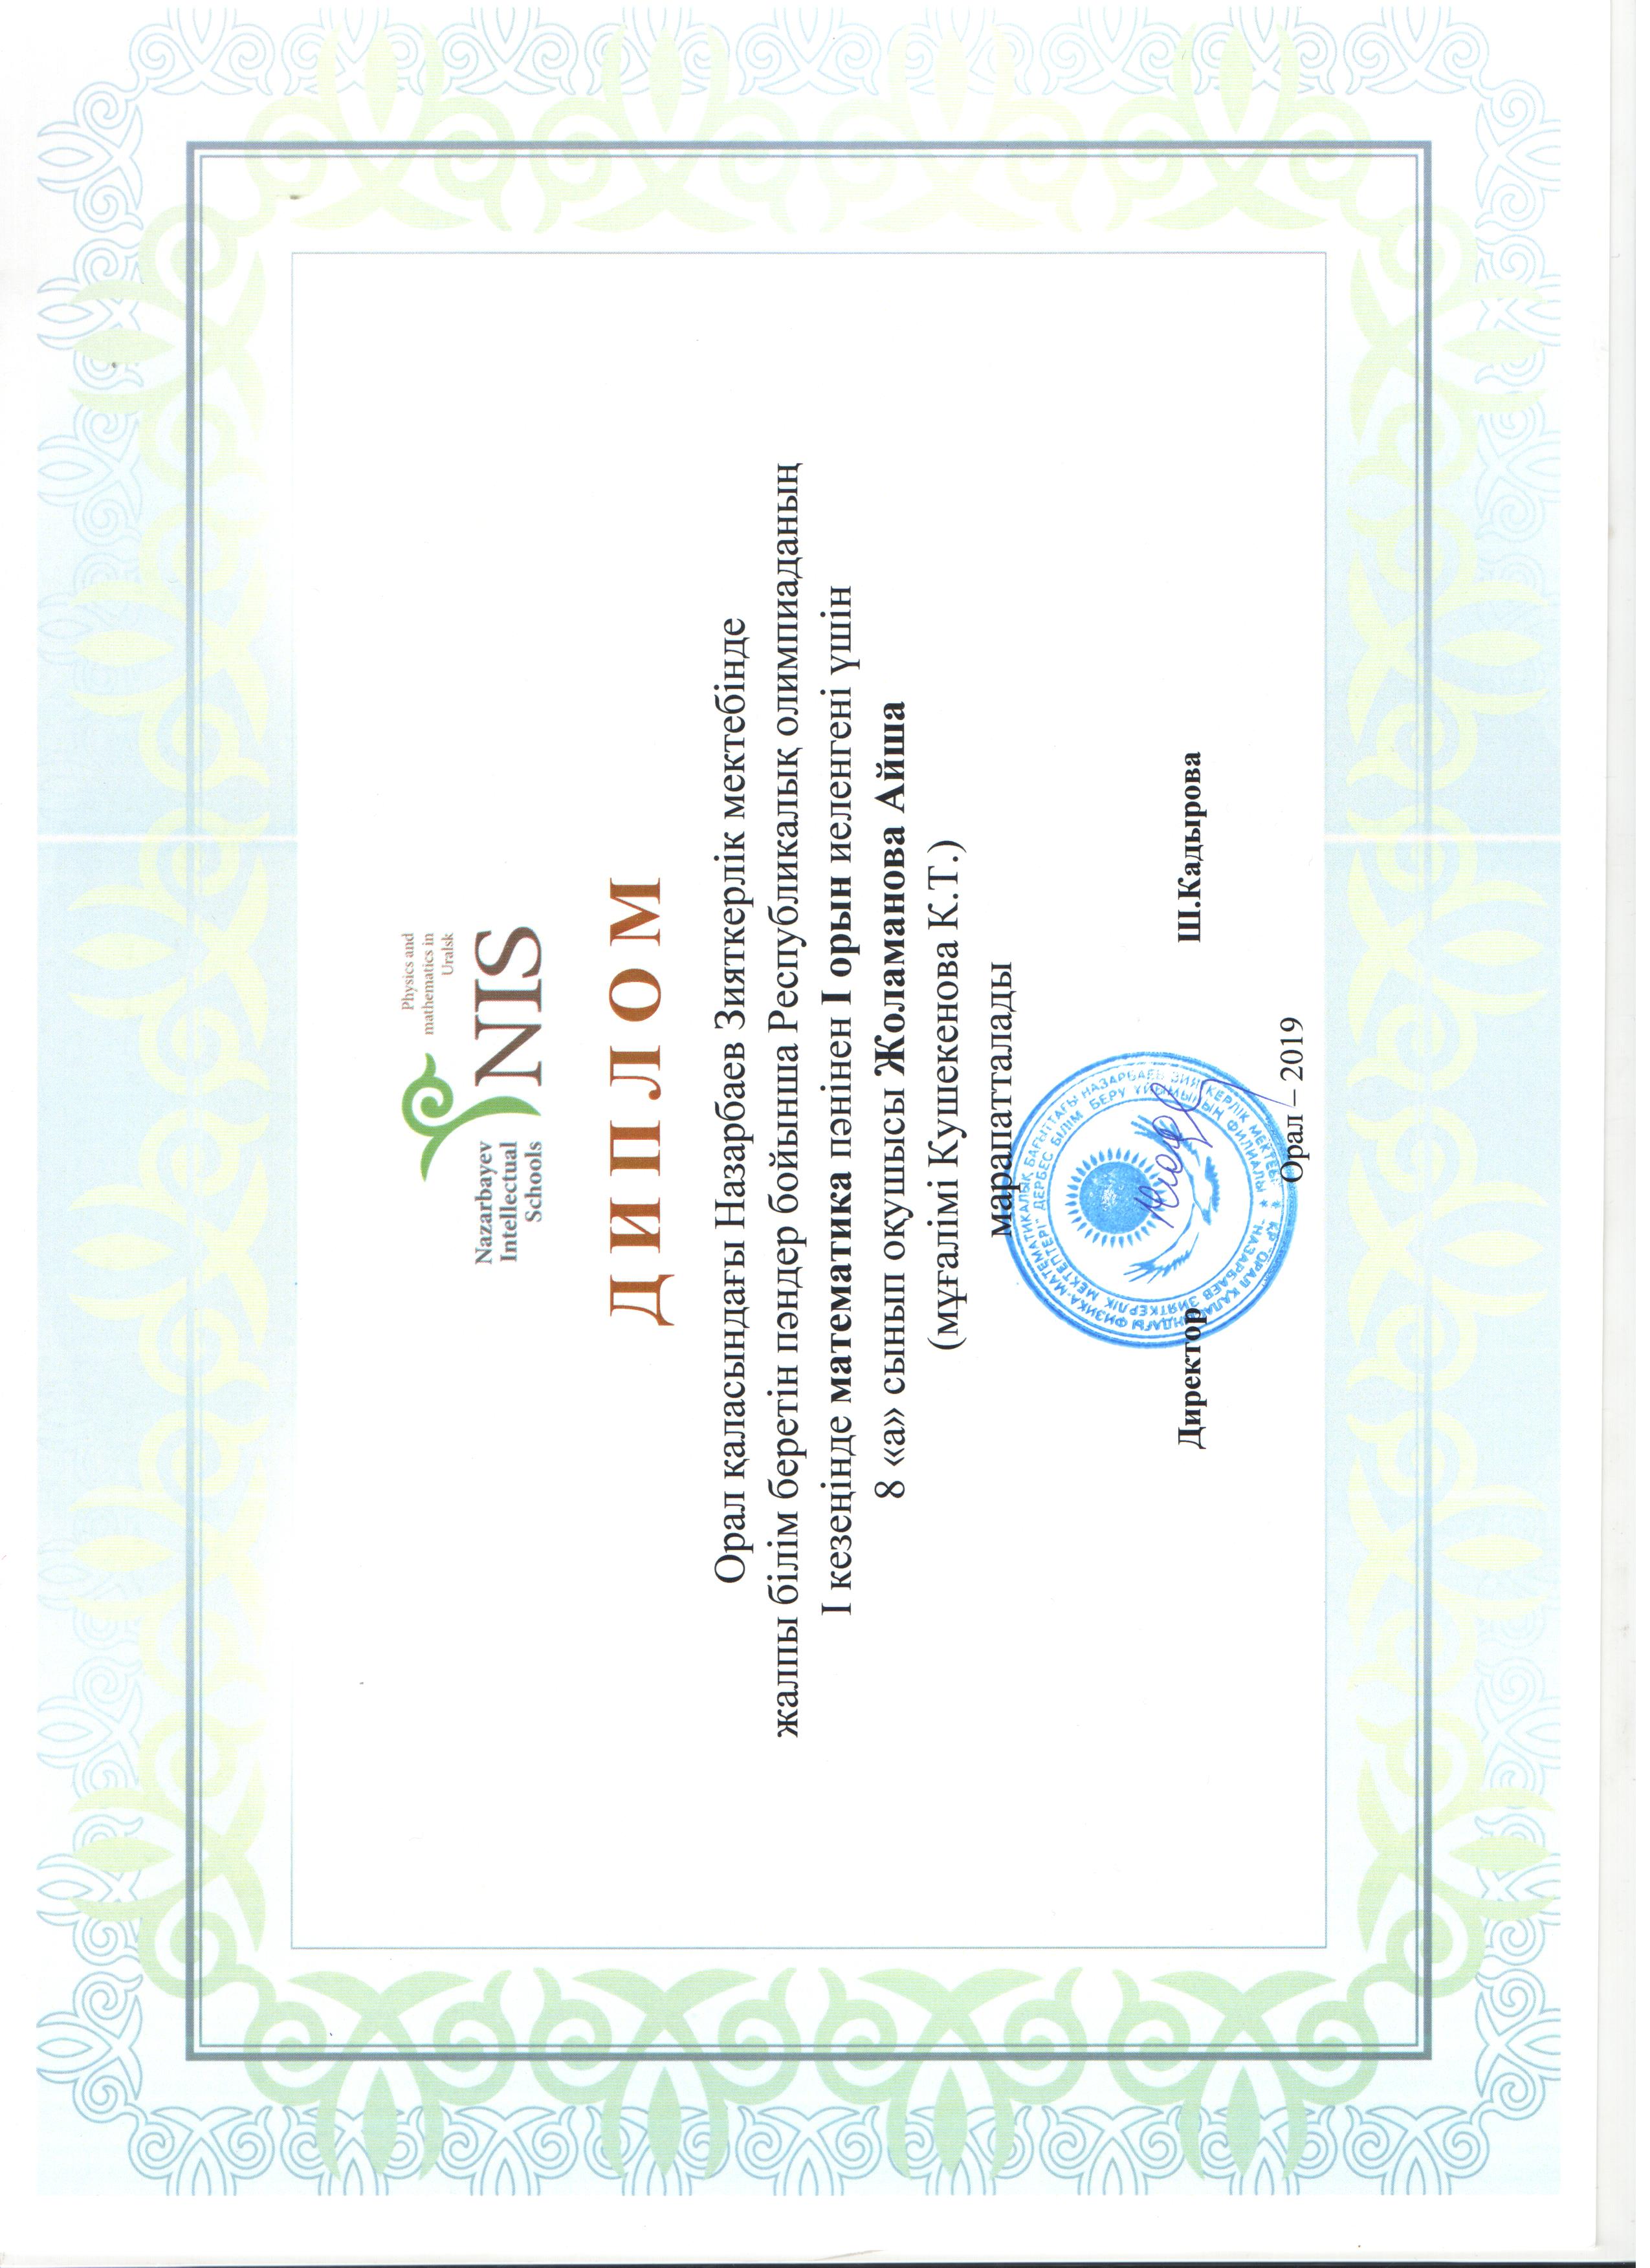 Physics and
mathematics in
Uralsk
Nazarbayev
Intellectual
Schools
NIS
ДИПЛОМ
Орал қаласындағы Назарбаев Зияткерлік мектебінде
жалпы білім беретін пәндер бойынша Республикалық олимпиаданың
І кезеңінде математика пәнінен І орын иеленгені үшін
8 «а» сынып оқушысы Жоламанова Айша
(мұғалімі Кушекенова К.Т.)
марапатталады
ҚР "ОРАЛ ҚАЛАСЫНДАҒЫ ФИЗИКА-МАТЕМАТИКАЛЫҚ БАҒЫТТАҒЫ НАЗАРБАЕВ ЗИЯТКЕРЛІК МЕКТЕБІ"
"НАЗАРБАЕВ ЗИЯТКЕРЛІК МЕКТЕПТЕРІ" ДЕРБЕС БІЛІМ БЕРУ ҰЙЫМЫНЫҢ ФИЛИАЛЫ
Директор Ш.Кадырова
Орал – 2019